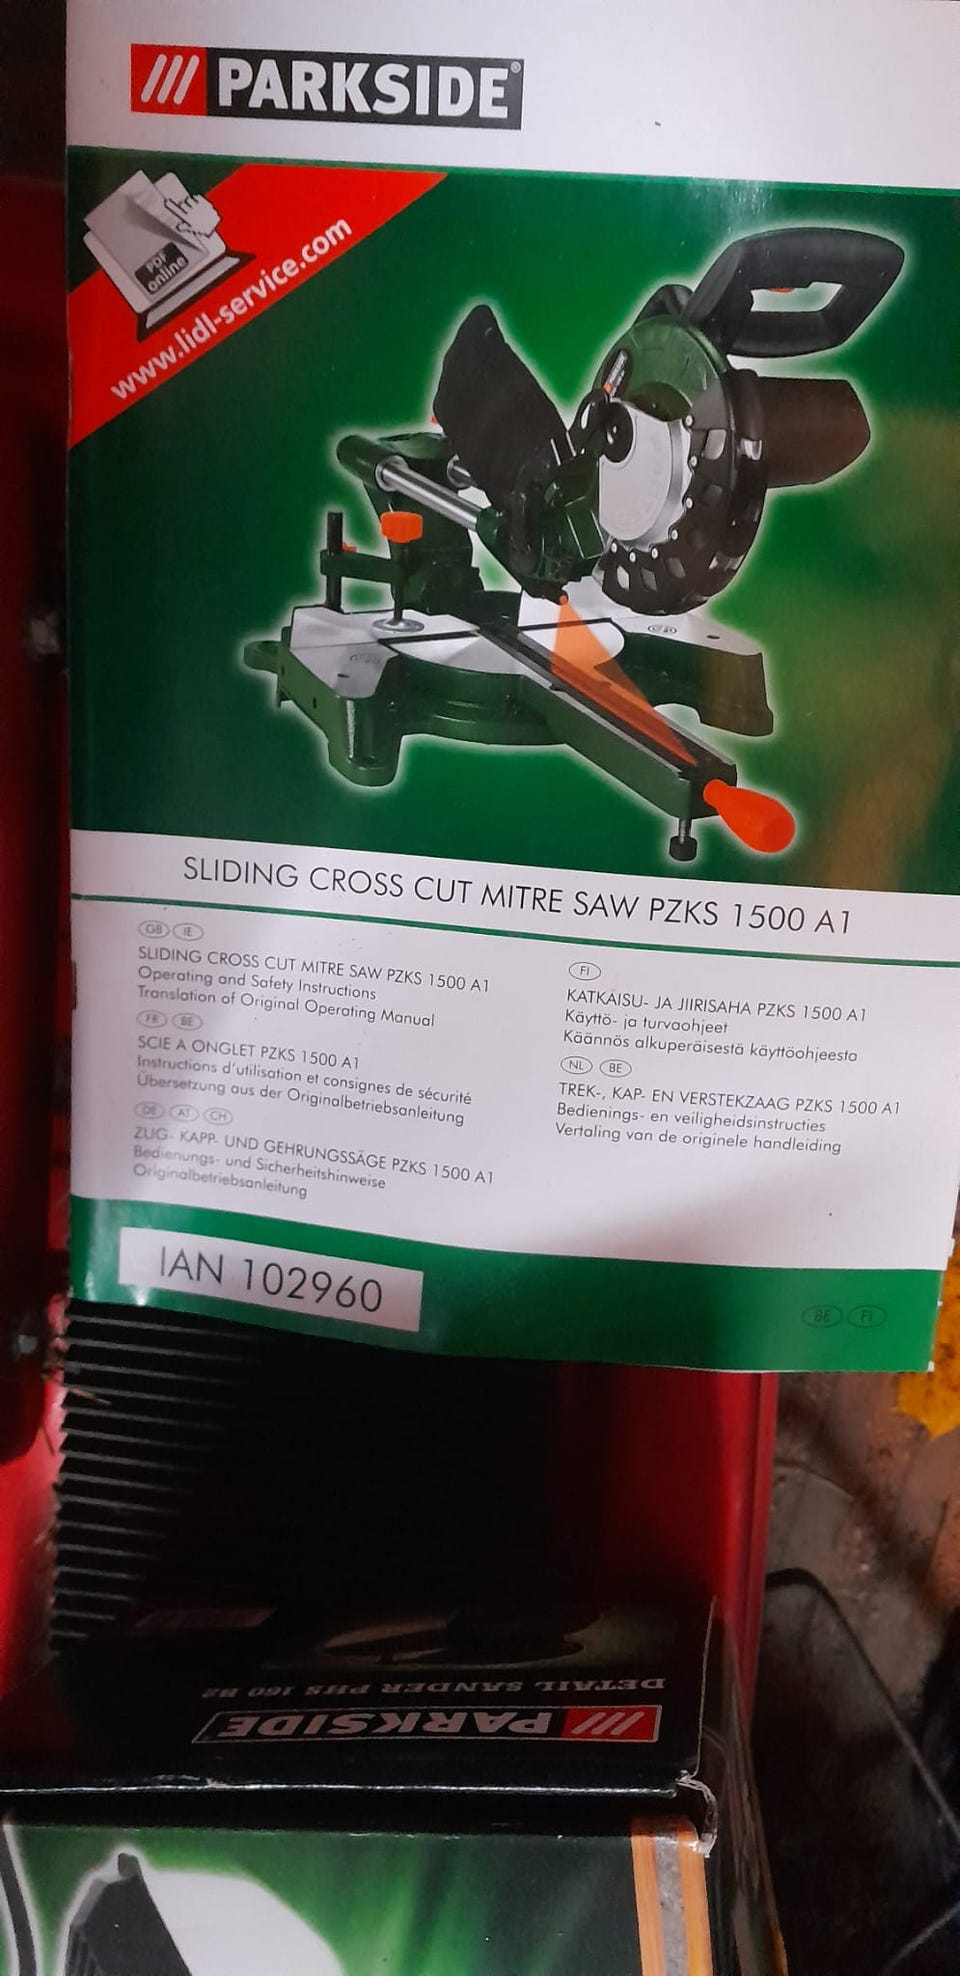 /// PARKSIDE®
PDF
online
www.lidl-service.com
SLIDING CROSS CUT MITRE SAW PZKS 1500 A1
GB IE
SLIDING CROSS CUT MITRE SAW PZKS 1500 A1
Operating and Safety Instructions
Translation of Original Operating Manual
FR BE
SCIE A ONGLET PZKS 1500 A1
Instructions d'utilisation et consignes de sécurité
Übersetzung aus der Originalbetriebsanleitung
DE AT CH
ZUG- KAPP- UND GEHRUNGSSÄGE PZKS 1500 A1
Bedienungs- und Sicherheitshinweise
Originalbetriebsanleitung
FI
KATKAISU- JA JIIRISAHA PZKS 1500 A1
Käyttö- ja turvaohjeet
Käännös alkuperäisestä käyttöohjeesta
NL BE
TREK-, KAP- EN VERSTEKZAAG PZKS 1500 A1
Bedienings- en veiligheidsinstructies
Vertaling van de originele handleiding
IAN 102960
BE FI
DETAIL SANDER PHS 160 B2
/// PARKSIDE